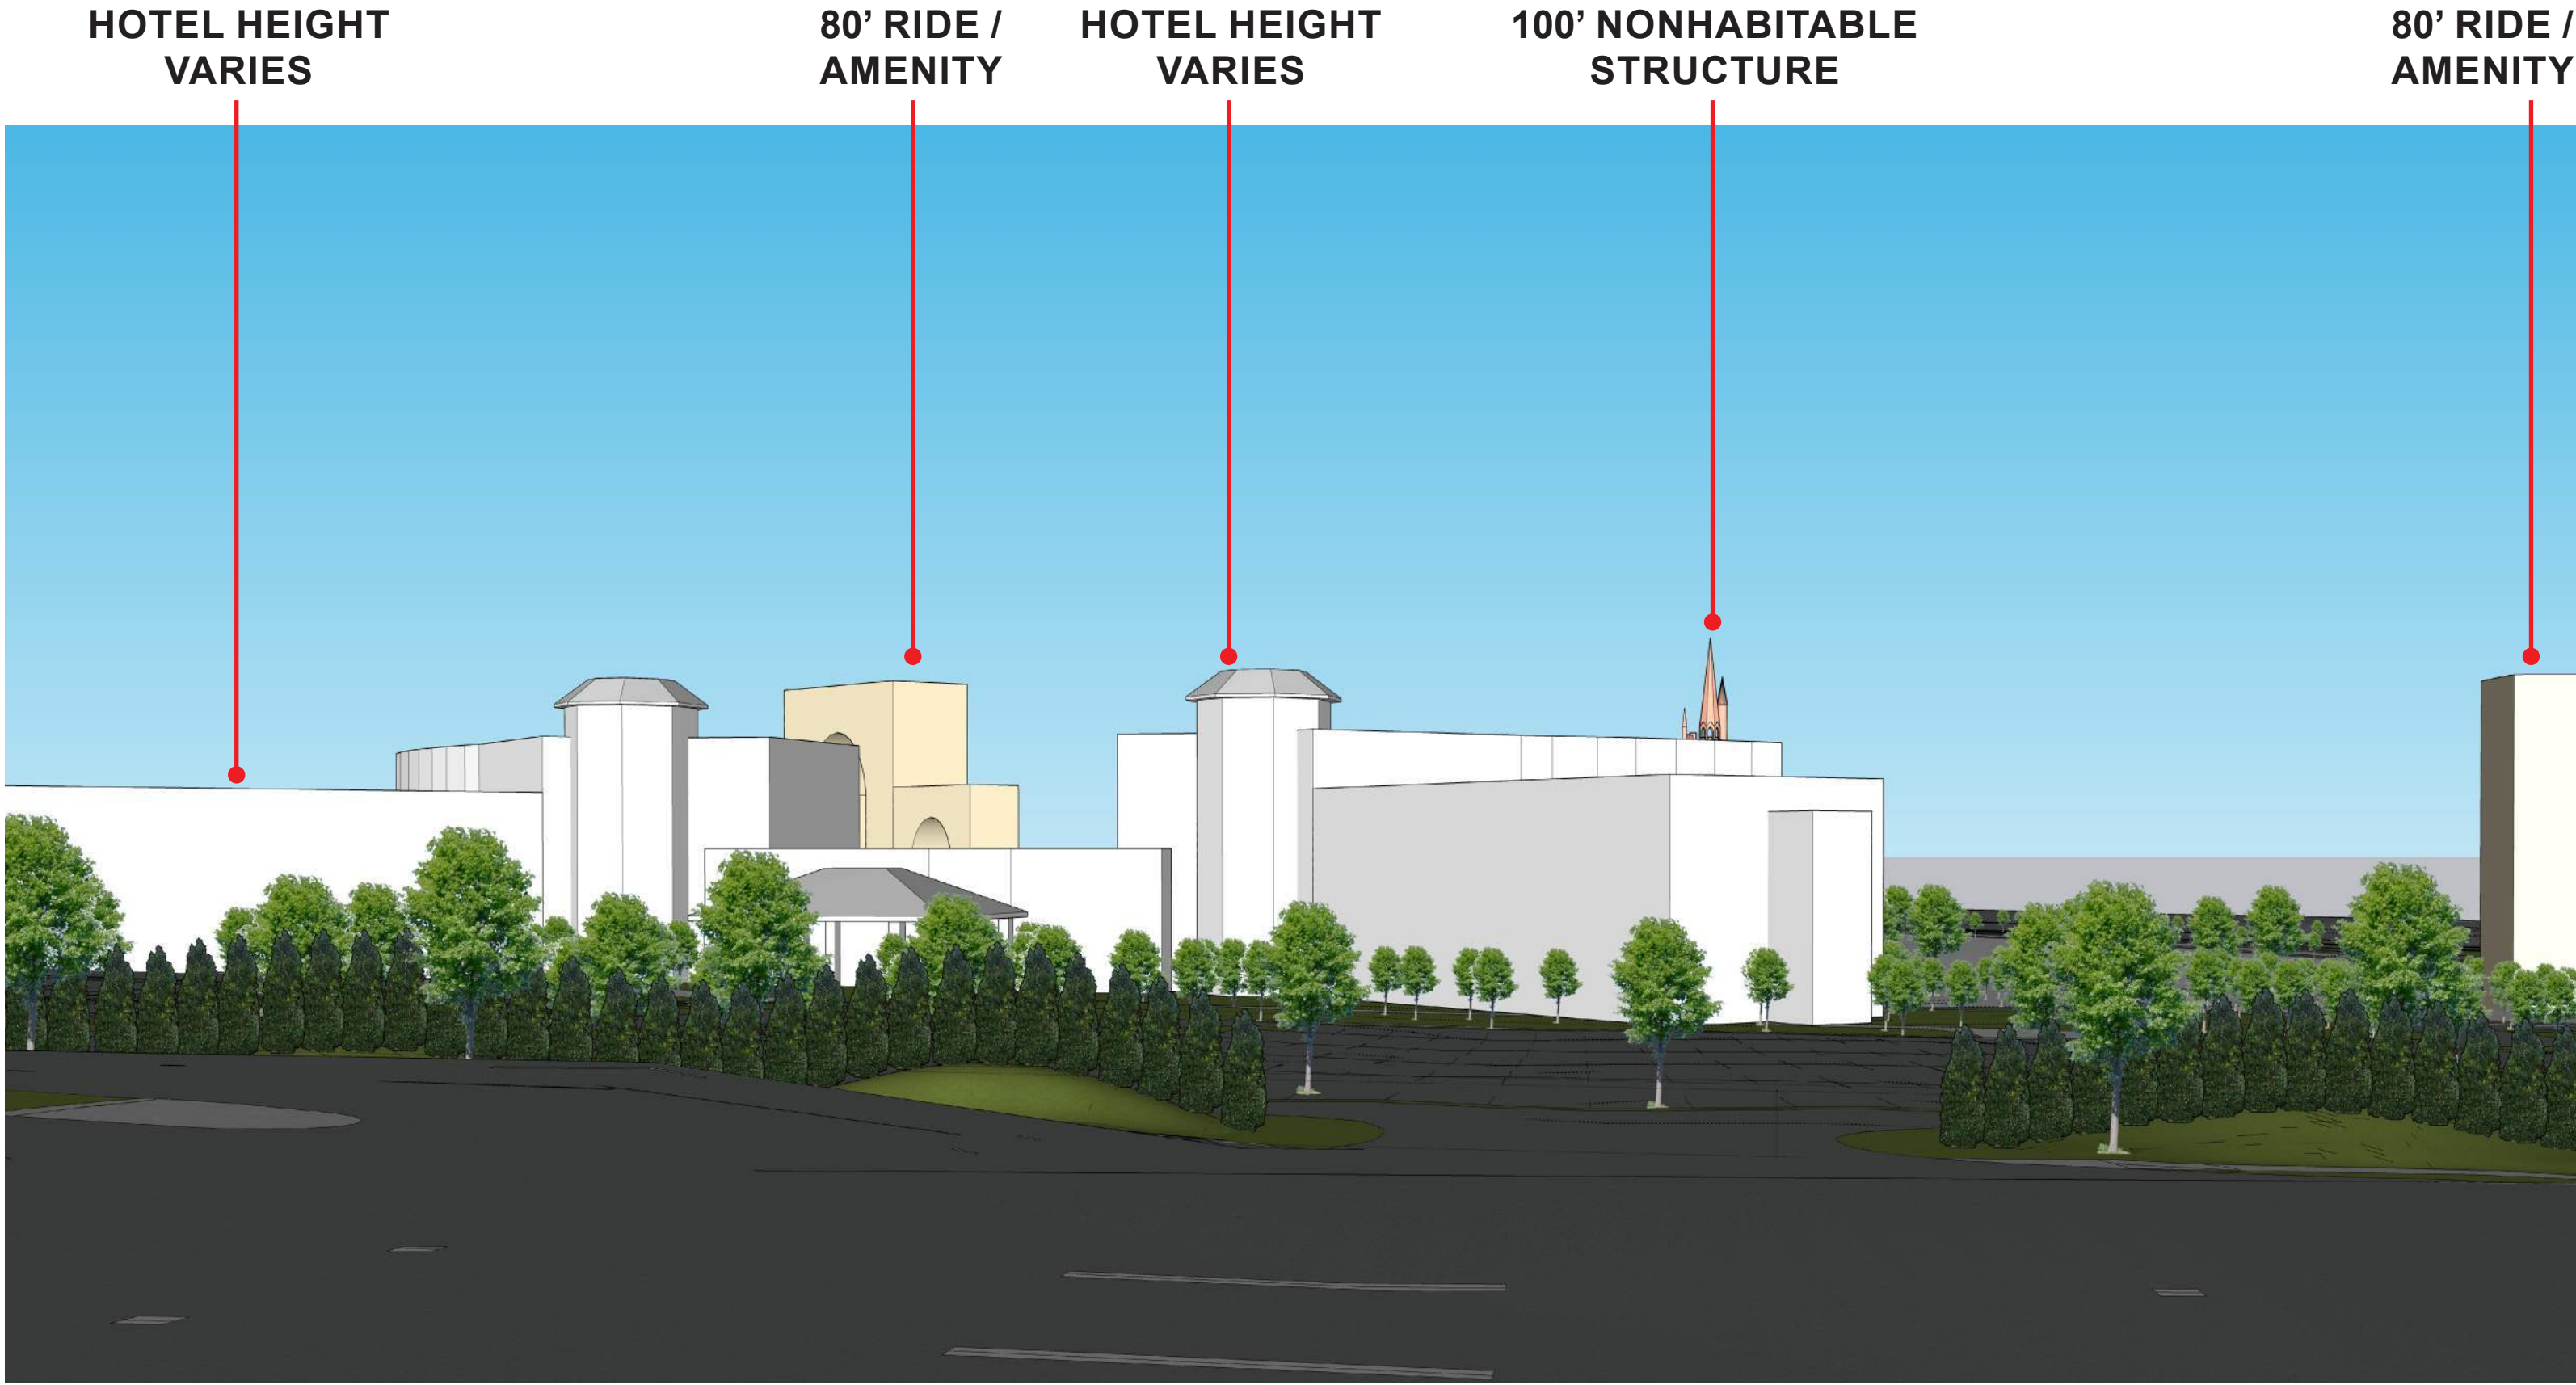 HOTEL HEIGHT
VARIES
80’ RIDE /
AMENITY
HOTEL HEIGHT
VARIES
100’ NONHABITABLE
STRUCTURE
80’ RIDE /
AMENITY